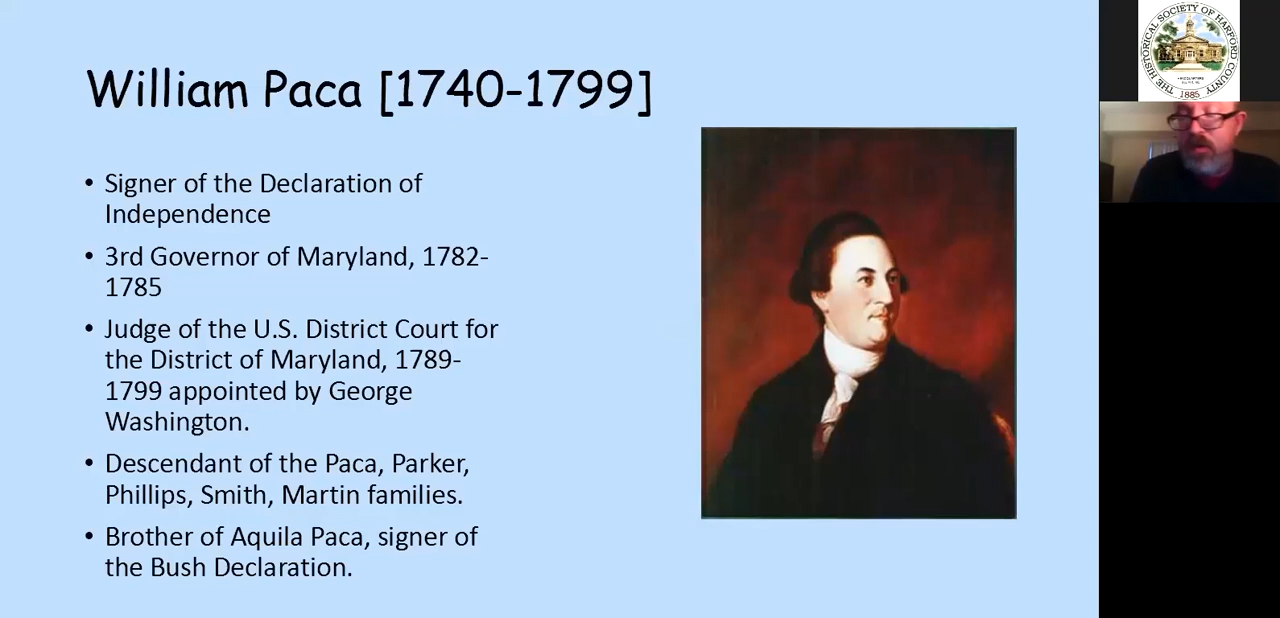 William Paca [1740-1799]
• Signer of the Declaration of
Independence
• 3rd Governor of Maryland, 1782-
1785
• Judge of the U.S. District Court for
the District of Maryland, 1789-
1799 appointed by George
Washington.
• Descendant of the Paca, Parker,
Phillips, Smith, Martin families.
• Brother of Aquila Paca, signer of
the Bush Declaration.
THE HISTORICAL SOCIETY OF HARFORD COUNTY
1885